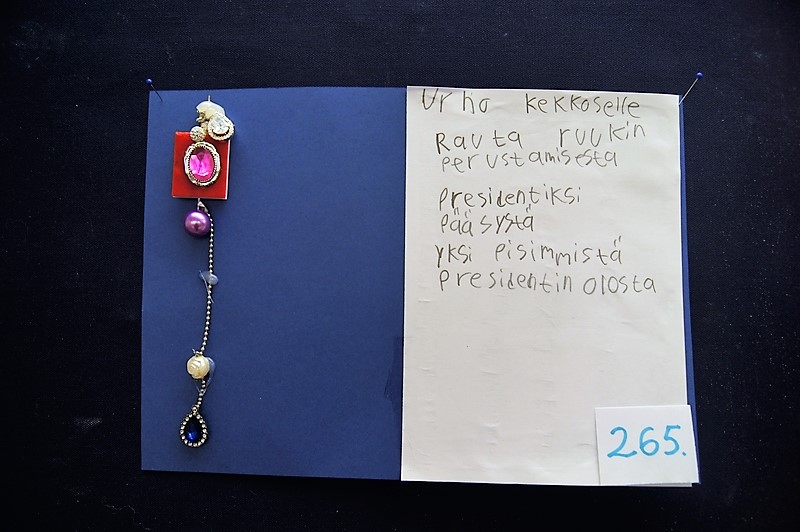 Urho kekkoselle
Rauta ruukin
perustamisesta
presidentiksi
pääsystä
yksi pisimmistä
presidentin olosta
265.